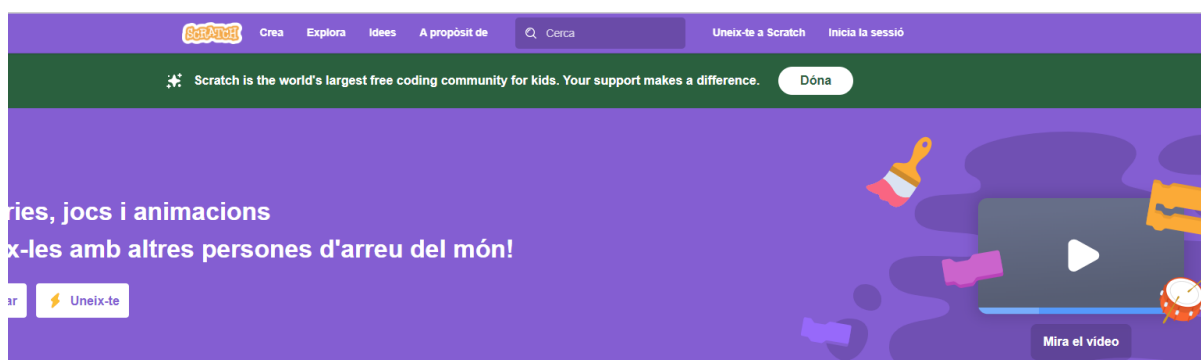 SCRATCH Crea Explora Idees A propòsit de Cerca Uneix-te a Scratch Inicia la sessió
Scratch is the world's largest free coding community for kids. Your support makes a difference. Dóna
ries, jocs i animacions
x-les amb altres persones d'arreu del món!
ar Uneix-te
Mira el vídeo